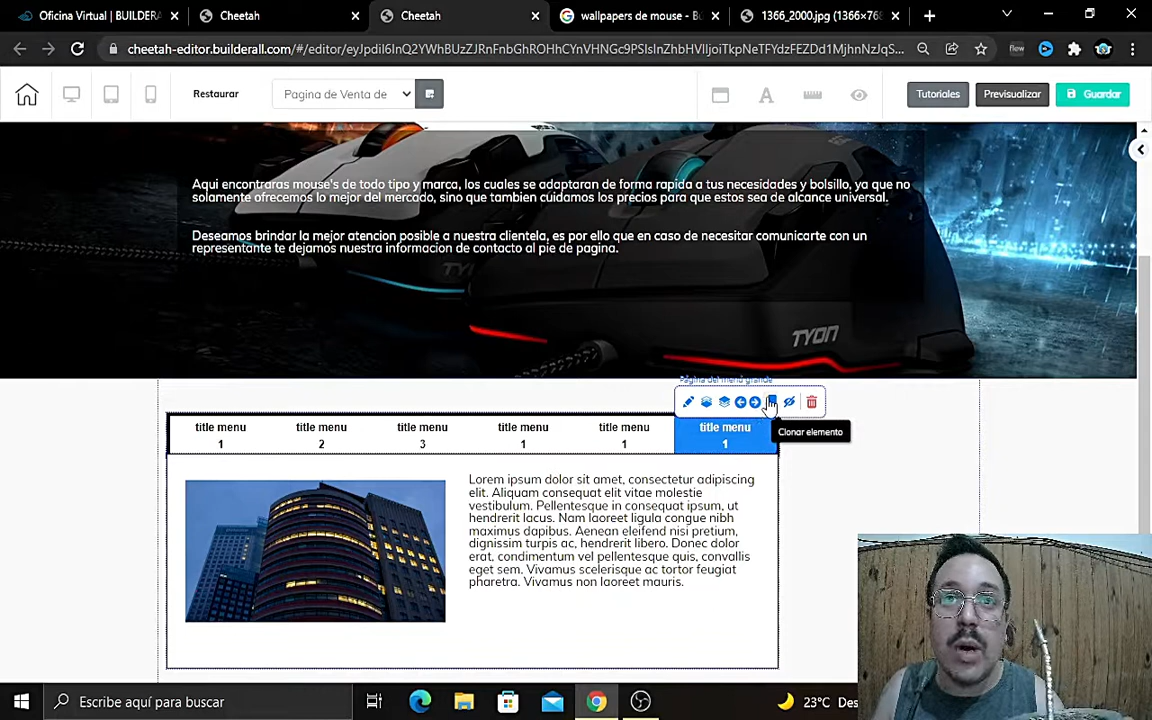 Oficina Virtual | BUILDERA
Cheetah
Cheetah
wallpapers de mouse - B
1366_2000.jpg (1366×76
cheetah-editor.builderall.com/#/editor/
Restaurar
Pagina de Venta de
Tutoriales
Previsualizar
Guardar
Aqui encontraras mouse's de todo tipo y marca, los cuales se adaptaran de forma rapida a tus necesidades y bolsillo, ya que no
solamente ofrecemos lo mejor del mercado, sino que tambien cuidamos los precios para que estos sea de alcance universal.
Deseamos brindar la mejor atencion posible a nuestra clientela, es por ello que en caso de necesitar comunicarte con un
representante te dejamos nuestra informacion de contacto al pie de pagina.
TYON
Página del menú grande
Clonar elemento
title menu
1
title menu
2
title menu
3
title menu
1
title menu
1
title menu
1
Lorem ipsum dolor sit amet, consectetur adipiscing
elit. Aliquam consequat elit vitae molestie
vestibulum. Pellentesque in consequat ipsum, ut
hendrerit lacus. Nam laoreet ligula congue nibh
maximus dapibus. Aenean eleifend nisi pretium,
dignissim turpis ac, hendrerit libero. Donec dolor
erat, condimentum vel pellentesque quis, convallis
eget sem. Vivamus scelerisque ac tortor feugiat
pharetra. Vivamus non laoreet mauris.
Escribe aquí para buscar
23°C Des